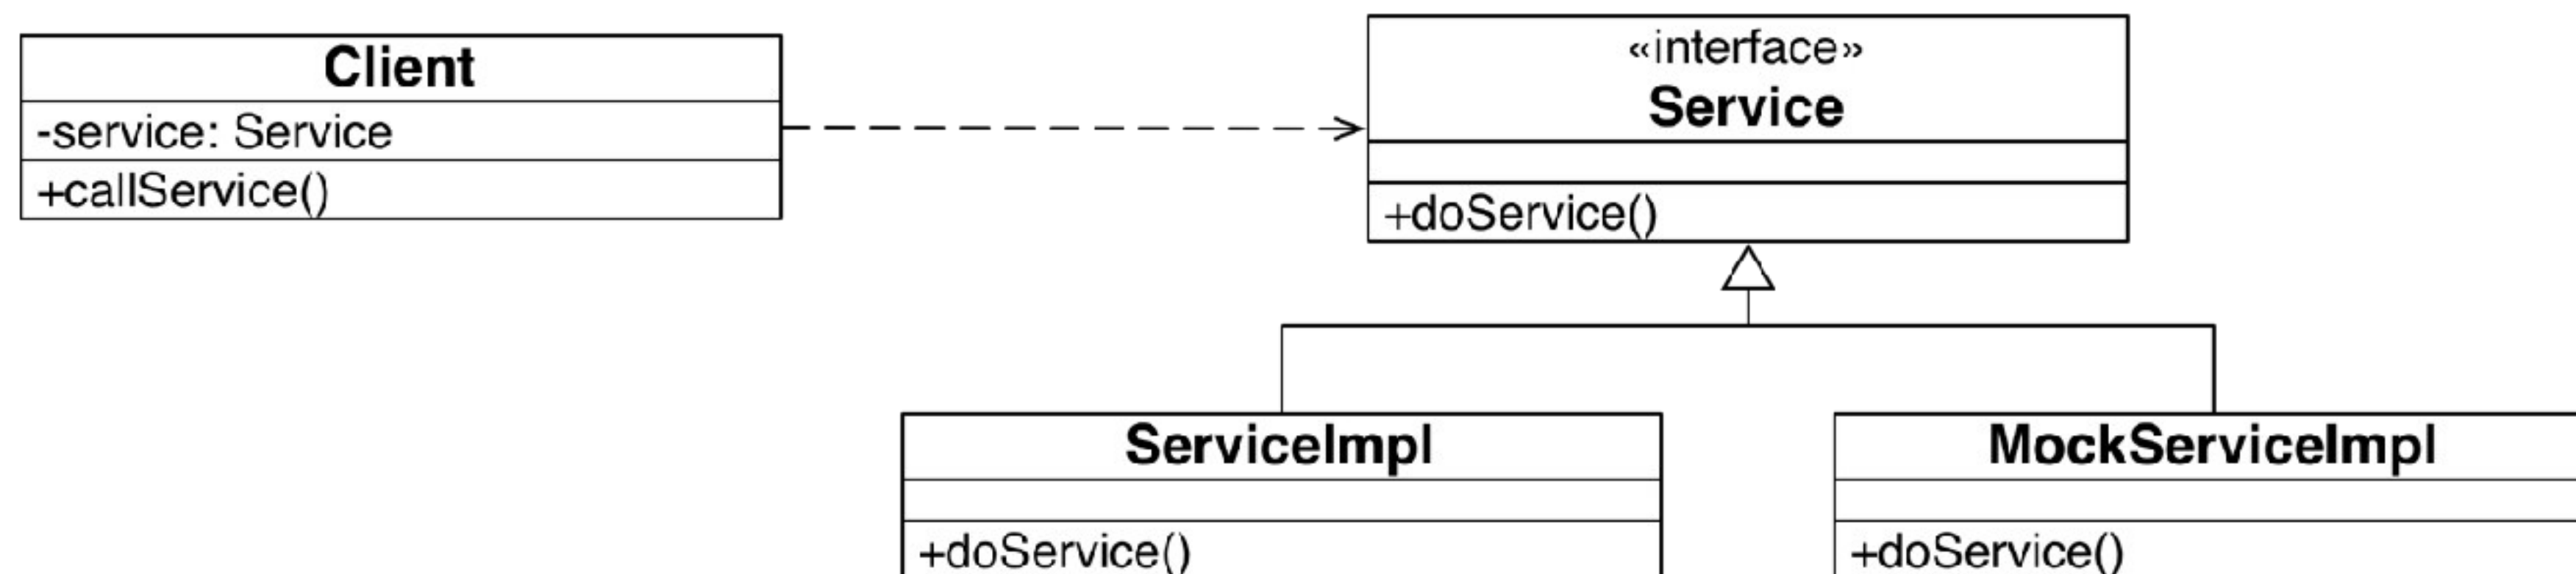 Client
-service: Service
+callService()
«interface»
Service
+doService()
ServiceImpl
+doService()
MockServiceImpl
+doService()